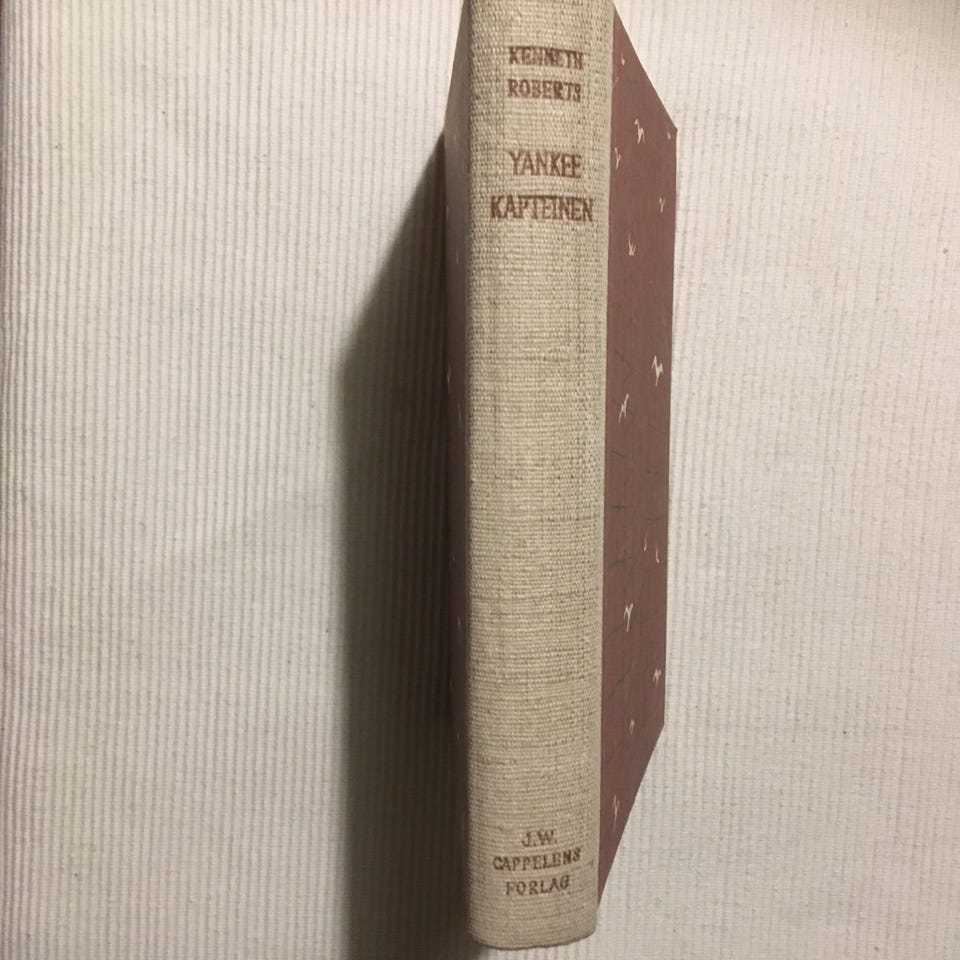 KENNETH
ROBERTS
YANKEE
KAPTEINEN
J.W.
CAPPELENS
FORLAG